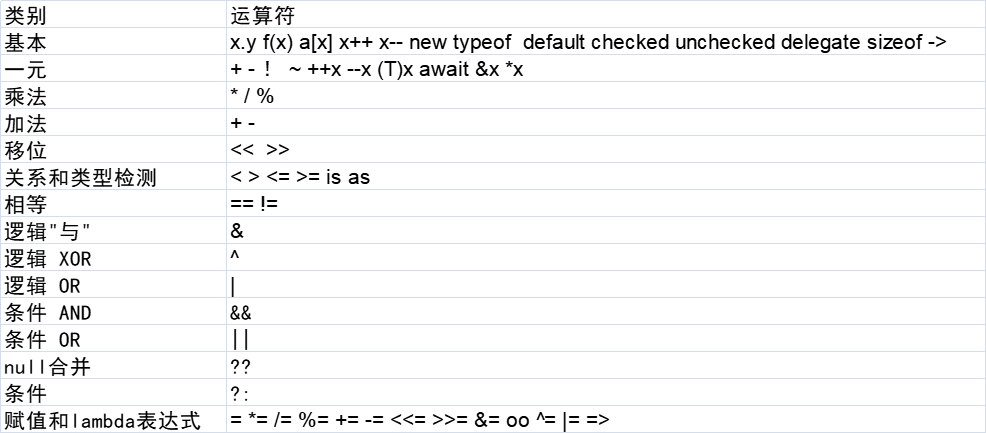 类别 运算符
基本 x.y f(x) a[x] x++ x-- new typeof default checked unchecked delegate sizeof ->
一元 + - ！ ~ ++x --x (T)x await &x *x
乘法 * / %
加法 + -
移位 << >>
关系和类型检测 < > <= >= is as
相等 == !=
逻辑"与" &
逻辑 XOR ^
逻辑 OR |
条件 AND &&
条件 OR ||
null合并 ??
条件 ?:
赋值和lambda表达式 = *= /= %= += -= <<= >>= &= oo ^= |= =>